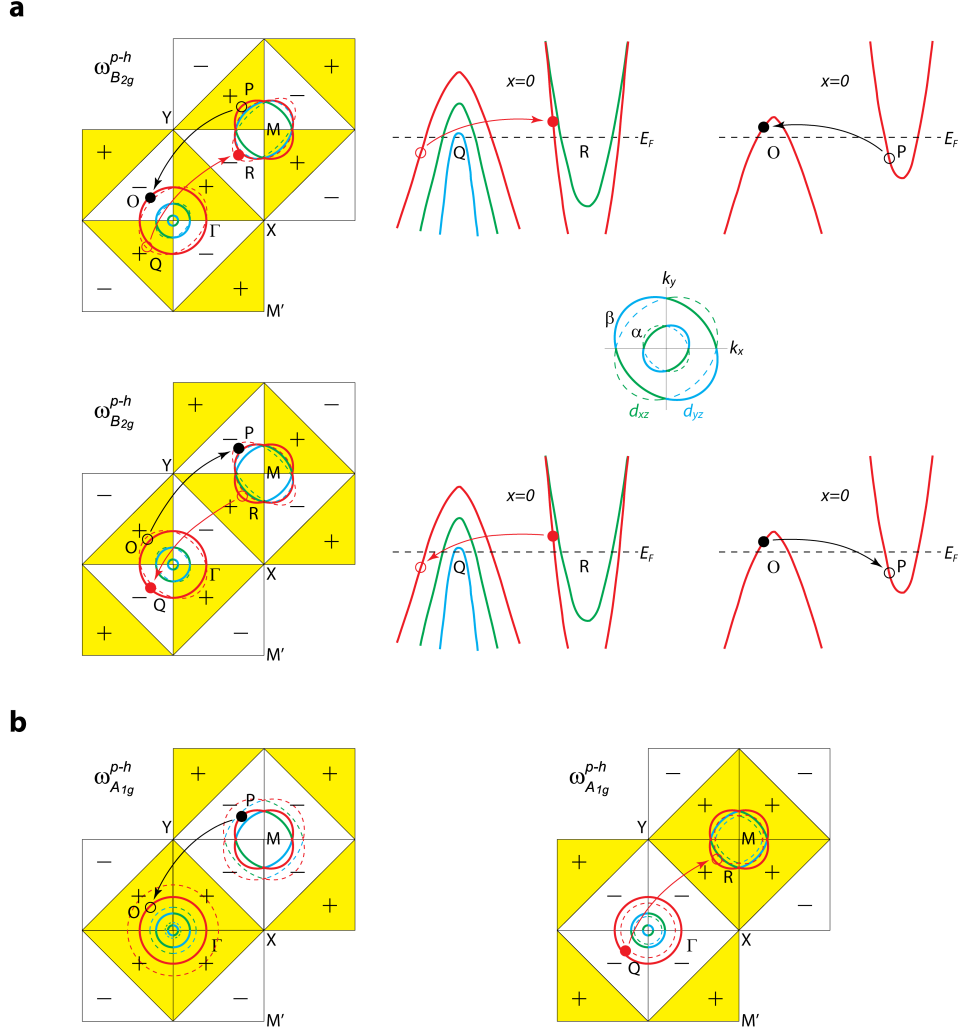 a
ω B2g p-h
− +
+ P −
Y M
+ − R +
− +
O
Γ X −
+ Q −
− + + M′
x=0
E_F
Q R
x=0
E_F
O P
k_y
β α k_x
d_xz d_yz
ω B2g p-h
+ −
− P +
Y M
− + R −
+ −
O
Γ X +
− Q +
+ − M′
x=0
E_F
Q R
x=0
E_F
O P
b
ω A1g p-h
+ +
− P −
Y M
− − − +
+ +
O
Γ X
+ +
− − M′
ω A1g p-h
− −
+ +
Y M
+ + R + −
− −
Γ X
− Q −
+ + M′